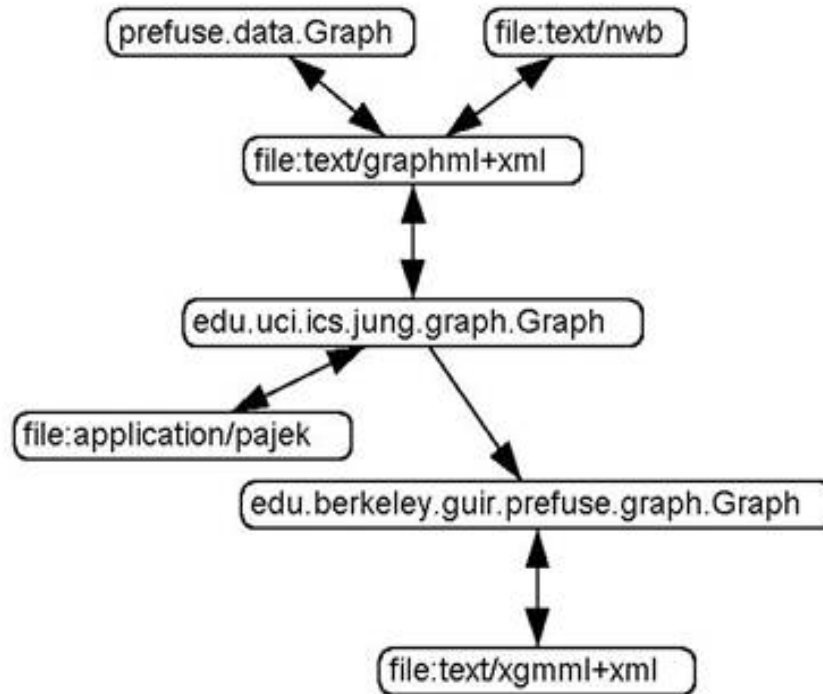 prefuse.data.Graph
file:text/nwb
file:text/graphml+xml
edu.uci.ics.jung.graph.Graph
file:application/pajek
edu.berkeley.guir.prefuse.graph.Graph
file:text/xgmml+xml